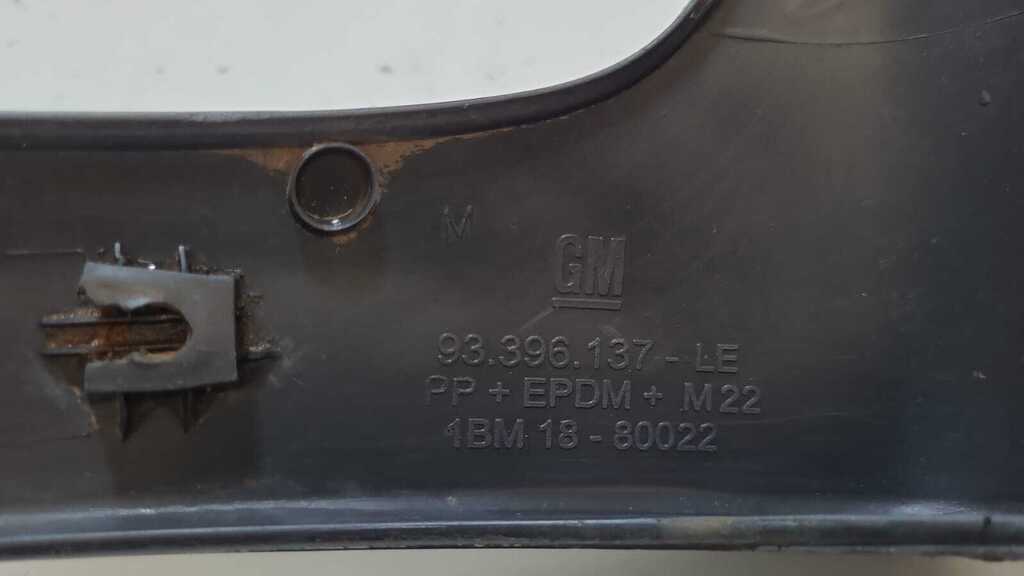 M
GM
93.396.137 - LE
PP + EPDM + M22
1BM 18 - 80022